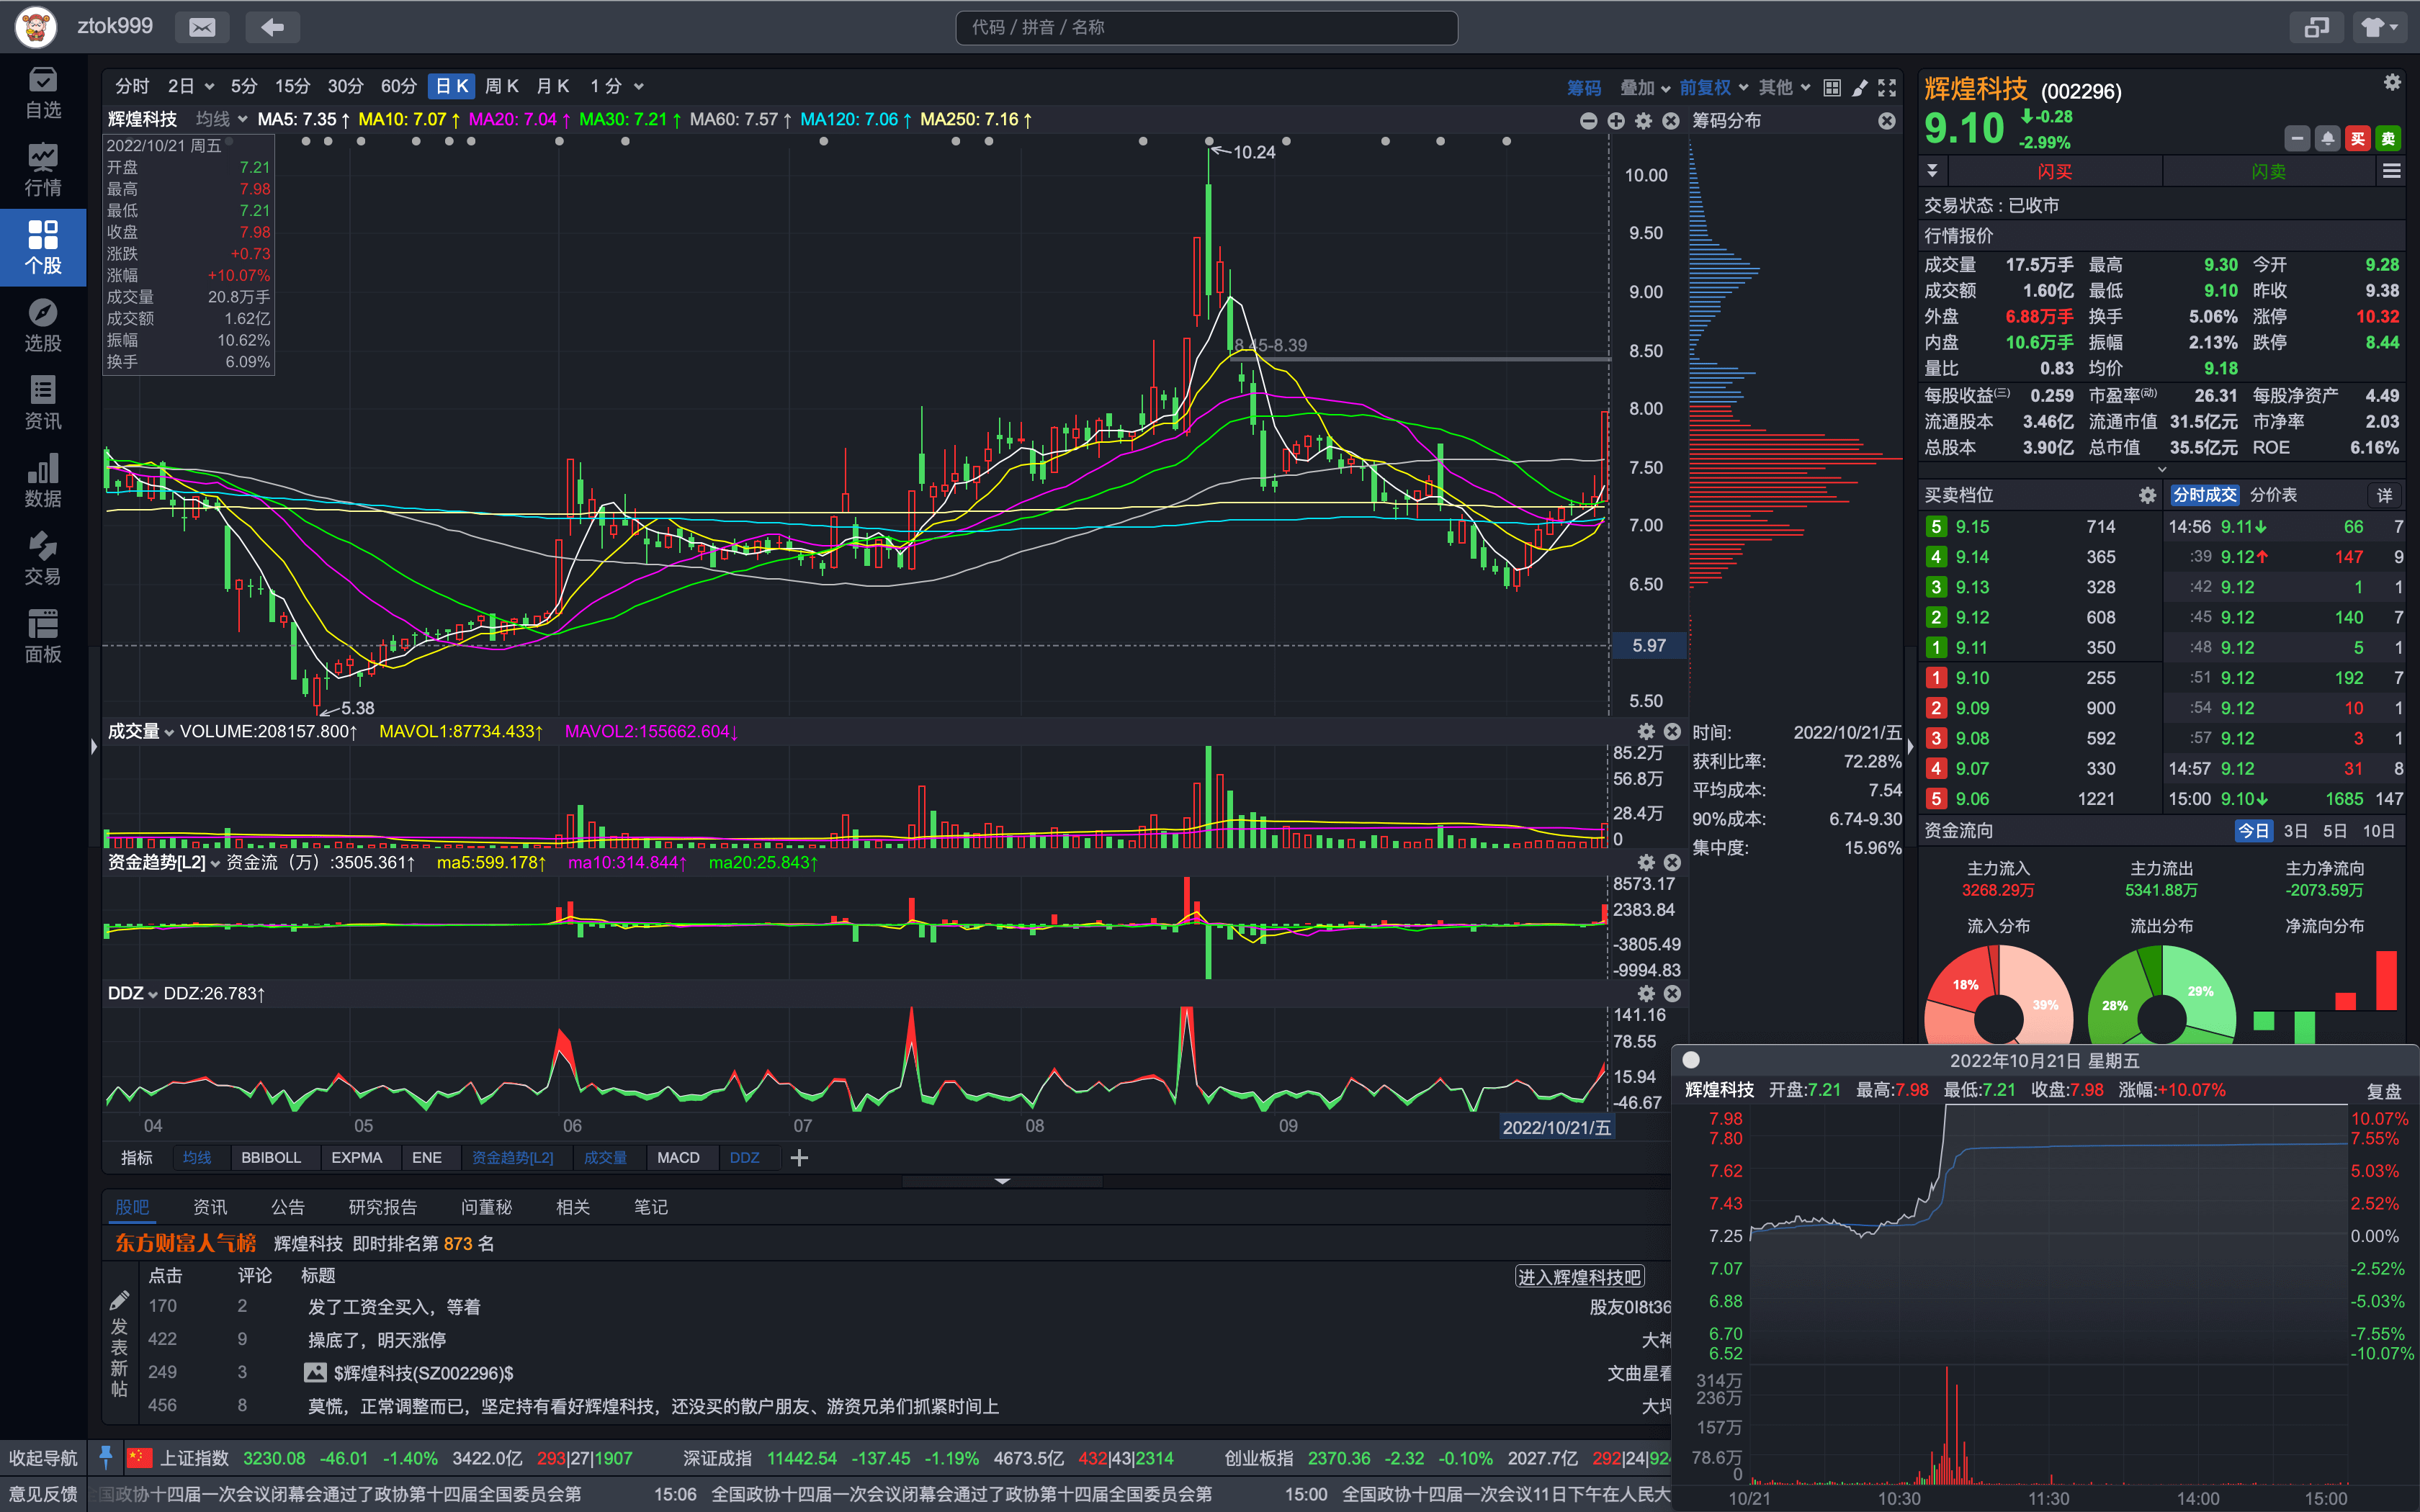 ztok999
代码 / 拼音 / 名称
自选
行情
个股
选股
资讯
数据
交易
面板
分时 2日 5分 15分 30分 60分 日K 周K 月K 1分
筹码 叠加 前复权 其他
辉煌科技 均线 MA5: 7.35↑ MA10: 7.07↑ MA20: 7.04↑ MA30: 7.21↑ MA60: 7.57↑ MA120: 7.06↑ MA250: 7.16↑
筹码分布
2022/10/21 周五
开盘 7.21
最高 7.98
最低 7.21
收盘 7.98
涨跌 +0.73
涨幅 +10.07%
成交量 20.8万手
成交额 1.62亿
振幅 10.62%
换手 6.09%
10.24
8.45-8.39
5.38
10.00
9.50
9.00
8.50
8.00
7.50
7.00
6.50
5.97
5.50
成交量 VOLUME:208157.800↑ MAVOL1:87734.433↑ MAVOL2:155662.604↓
85.2万
56.8万
28.4万
0
资金趋势[L2] 资金流（万）:3505.361↑ ma5:599.178↑ ma10:314.844↑ ma20:25.843↑
8573.17
2383.84
-3805.49
-9994.83
DDZ DDZ:26.783↑
141.16
78.55
15.94
-46.67
04 05 06 07 08 09 2022/10/21/五
时间: 2022/10/21/五
获利比率: 72.28%
平均成本: 7.54
90%成本: 6.74-9.30
集中度: 15.96%
指标 均线 BBIBOLL EXPMA ENE 资金趋势[L2] 成交量 MACD DDZ
股吧 资讯 公告 研究报告 问董秘 相关 笔记
东方财富人气榜 辉煌科技 即时排名第 873 名
点击 评论 标题
进入辉煌科技吧
发表新帖
170 2 发了工资全买入，等着 股友0I8t36
422 9 操底了，明天涨停 大神
249 3 $辉煌科技(SZ002296)$ 文曲星看
456 8 莫慌，正常调整而已，坚定持有看好辉煌科技，还没买的散户朋友、游资兄弟们抓紧时间上 大坪
辉煌科技 (002296)
9.10 -0.28
-2.99%
买 卖
闪买 闪卖
交易状态：已收市
行情报价
成交量 17.5万手 最高 9.30 今开 9.28
成交额 1.60亿 最低 9.10 昨收 9.38
外盘 6.88万手 换手 5.06% 涨停 10.32
内盘 10.6万手 振幅 2.13% 跌停 8.44
量比 0.83 均价 9.18
每股收益(三) 0.259 市盈率(动) 26.31 每股净资产 4.49
流通股本 3.46亿 流通市值 31.5亿元 市净率 2.03
总股本 3.90亿 总市值 35.5亿元 ROE 6.16%
买卖档位
5 9.15 714
4 9.14 365
3 9.13 328
2 9.12 608
1 9.11 350
1 9.10 255
2 9.09 900
3 9.08 592
4 9.07 330
5 9.06 1221
分时成交 分价表 详
14:56 9.11↓ 66 7
:39 9.12↑ 147 9
:42 9.12 1 1
:45 9.12 140 7
:48 9.12 5 1
:51 9.12 192 7
:54 9.12 10 1
:57 9.12 3 1
14:57 9.12 31 8
15:00 9.10↓ 1685 147
资金流向 今日 3日 5日 10日
主力流入 主力流出 主力净流向
3268.29万 5341.88万 -2073.59万
流入分布 流出分布 净流向分布
18% 39% 28% 29%
2022年10月21日 星期五
辉煌科技 开盘:7.21 最高:7.98 最低:7.21 收盘:7.98 涨幅:+10.07% 复盘
7.98 10.07%
7.80 7.55%
7.62 5.03%
7.43 2.52%
7.25 0.00%
7.07 -2.52%
6.88 -5.03%
6.70 -7.55%
6.52 -10.07%
314万
236万
157万
78.6万
0
10/21 10:30 11:30 14:00 15:00
收起导航 上证指数 3230.08 -46.01 -1.40% 3422.0亿 293|27|1907 深证成指 11442.54 -137.45 -1.19% 4673.5亿 432|43|2314 创业板指 2370.36 -2.32 -0.10% 2027.7亿 292|24|924
意见反馈 全国政协十四届一次会议闭幕会通过了政协第十四届全国委员会第 15:06 全国政协十四届一次会议闭幕会通过了政协第十四届全国委员会第 15:00 全国政协十四届一次会议11日下午在人民大